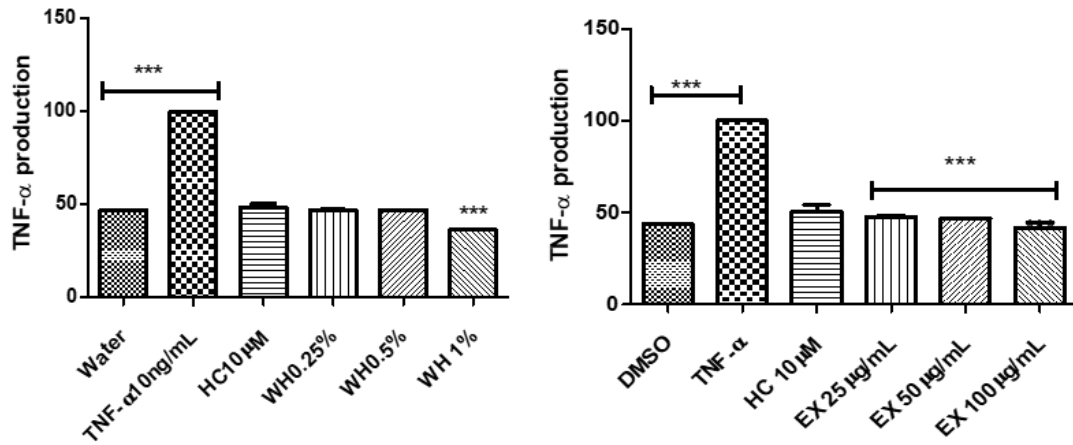 150
100
50
0
TNF-α production
***
***
Water
TNF-α10ng/mL
HC10 µM
WH0.25%
WH0.5%
WH 1%
150
100
50
0
TNF-α production
***
***
DMSO
TNF-α
HC 10 µM
EX 25 µg/mL
EX 50 µg/mL
EX 100 µg/mL